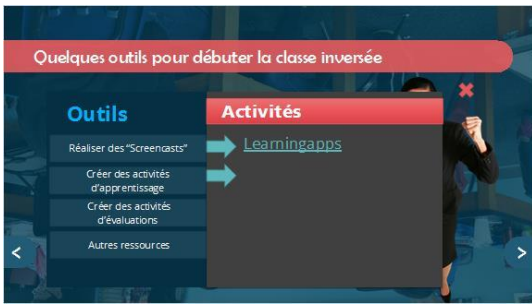 Quelques outils pour débuter la classe inversée
Outils
Activités
Réaliser des "Screencasts"
Learningapps
Créer des activités
d'apprentissage
Créer des activités
d'évaluations
Autres ressources
<
>